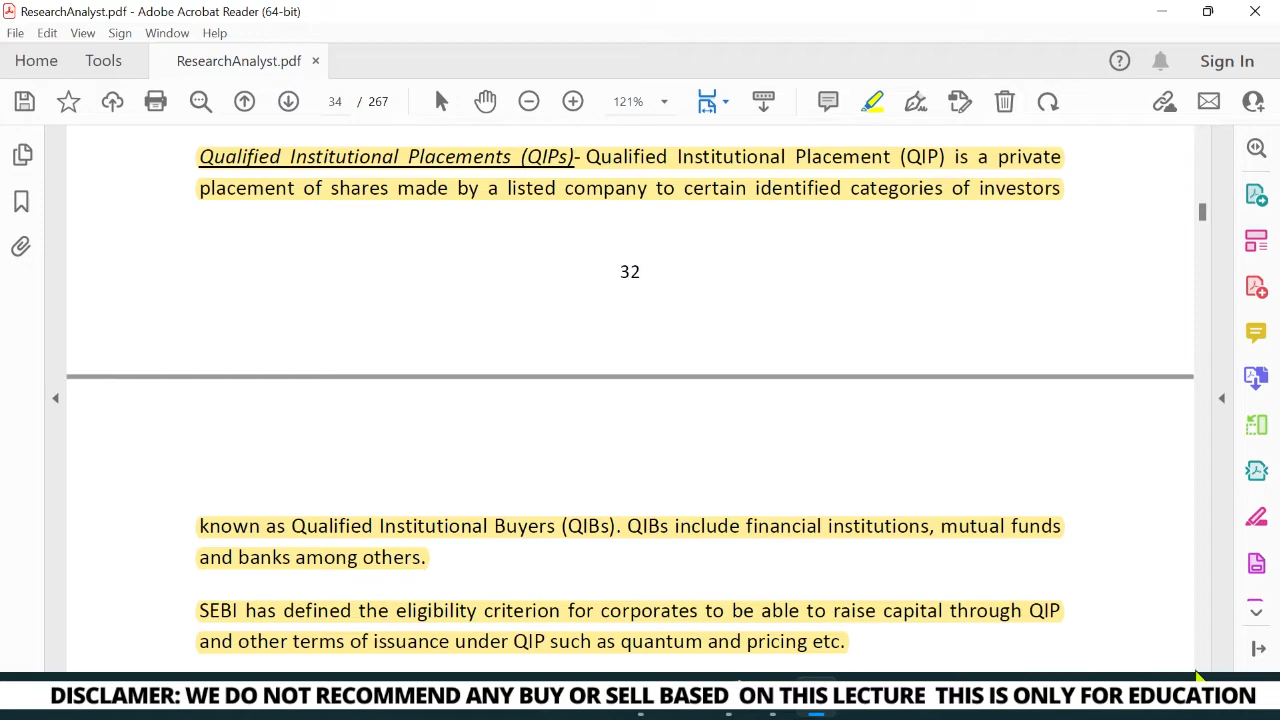 ResearchAnalyst.pdf - Adobe Acrobat Reader (64-bit)
File Edit View Sign Window Help
Home Tools ResearchAnalyst.pdf × Sign In
34 / 267 121%
Qualified Institutional Placements (QIPs)- Qualified Institutional Placement (QIP) is a private
placement of shares made by a listed company to certain identified categories of investors
32
known as Qualified Institutional Buyers (QIBs). QIBs include financial institutions, mutual funds
and banks among others.
SEBI has defined the eligibility criterion for corporates to be able to raise capital through QIP
and other terms of issuance under QIP such as quantum and pricing etc.
DISCLAMER: WE DO NOT RECOMMEND ANY BUY OR SELL BASED ON THIS LECTURE THIS IS ONLY FOR EDUCATION